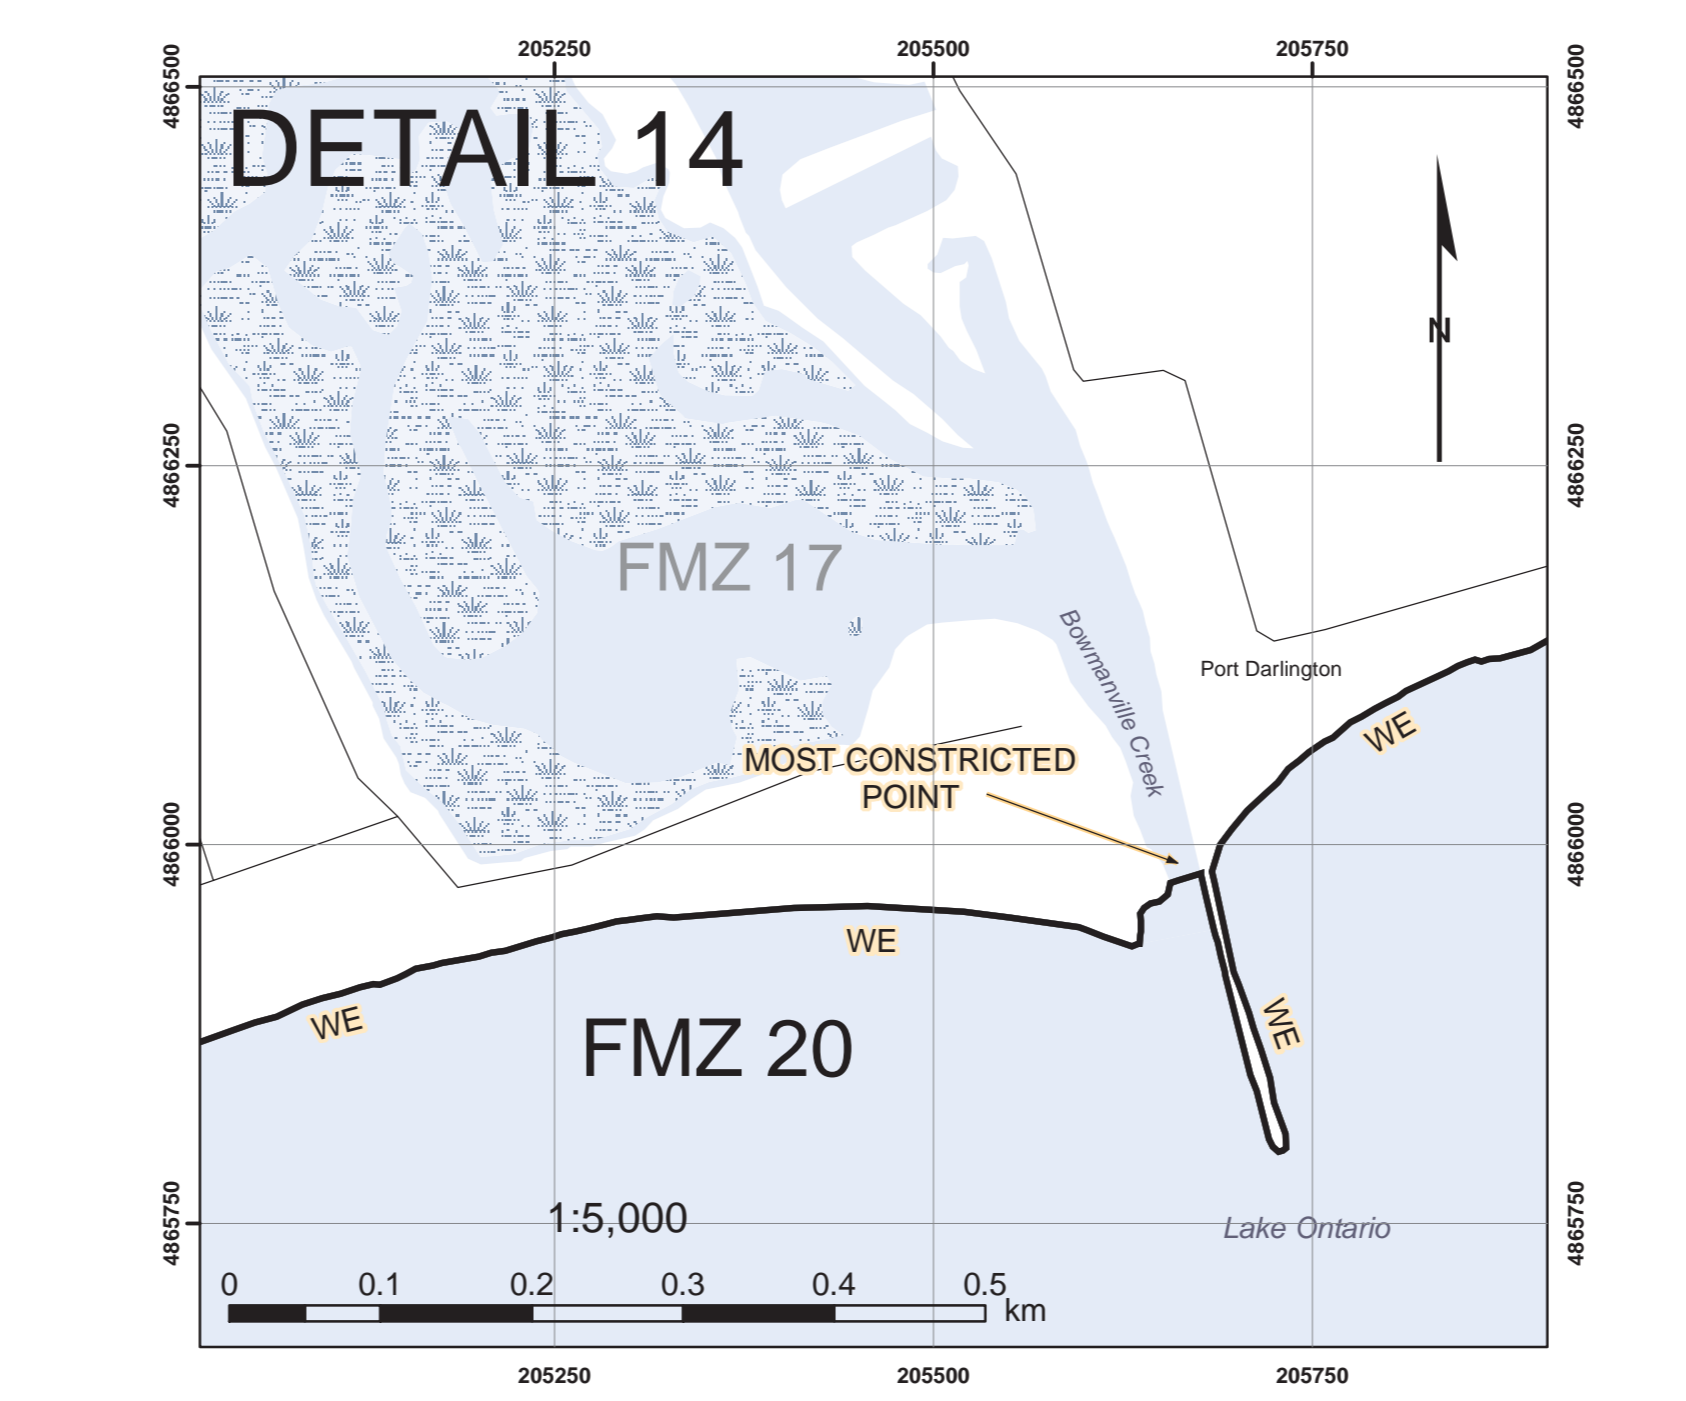 205250 205500 205750
4866500 4866500
DETAIL 14
N
4866250 4866250
FMZ 17
Bowmanville Creek
Port Darlington
WE
MOST CONSTRICTED
POINT
4866000 4866000
WE
WE
WE
FMZ 20
4865750 4865750
1:5,000
Lake Ontario
0 0.1 0.2 0.3 0.4 0.5
km
205250 205500 205750